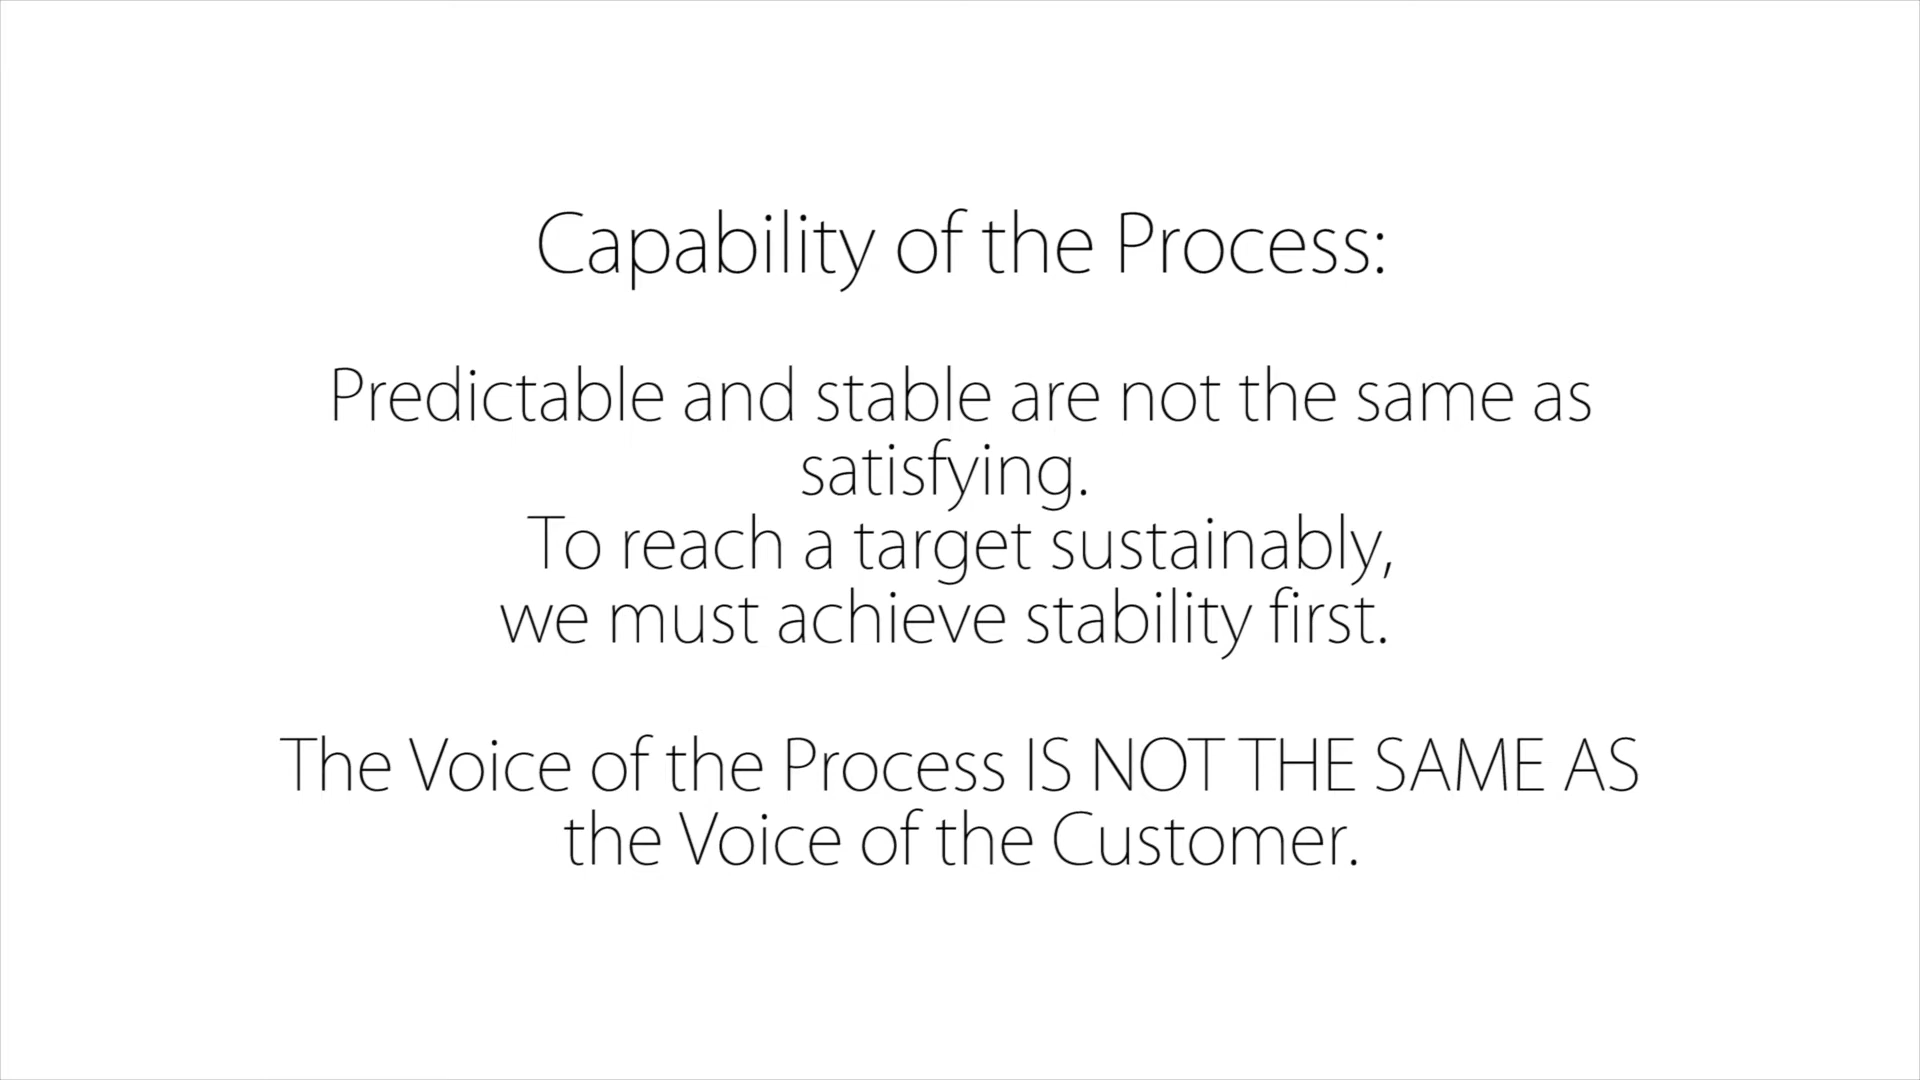 Capability of the Process:
Predictable and stable are not the same as
satisfying.
To reach a target sustainably,
we must achieve stability first.
The Voice of the Process IS NOT THE SAME AS
the Voice of the Customer.